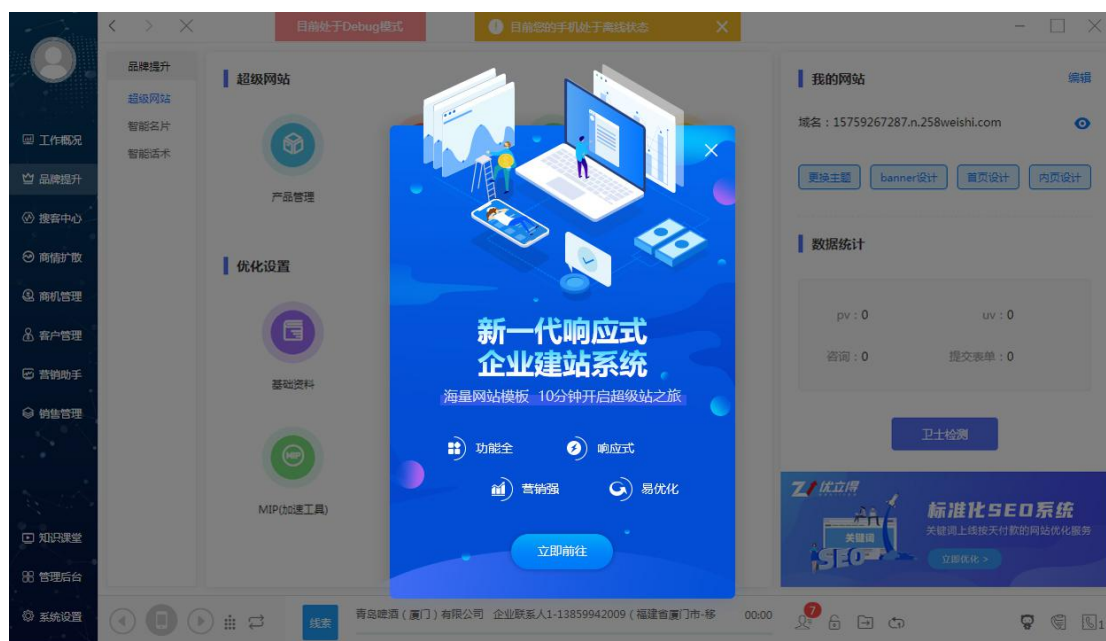 目前处于Debug模式
目前您的手机处于离线状态
工作概况
品牌提升
搜客中心
商情扩散
商机管理
客户管理
营销助手
销售管理
知识课堂
管理后台
系统设置
品牌提升
超级网站
智能名片
智能话术
超级网站
产品管理
优化设置
基础资料
MIP
MIP(加速工具)
新一代响应式
企业建站系统
海量网站模板 10分钟开启超级站之旅
功能全
响应式
营销强
易优化
立即前往
我的网站
编辑
域名：15759267287.n.258weishi.com
更换主题
banner设计
首页设计
内页设计
数据统计
pv：0
uv：0
咨询：0
提交表单：0
卫士检测
优立得
标准化SEO系统
关键词上线按天付款的网站优化服务
立即优化 >
关键词
SEO
线索
青岛啤酒（厦门）有限公司 企业联系人1-13859942009（福建省厦门市-移
00:00
7
1